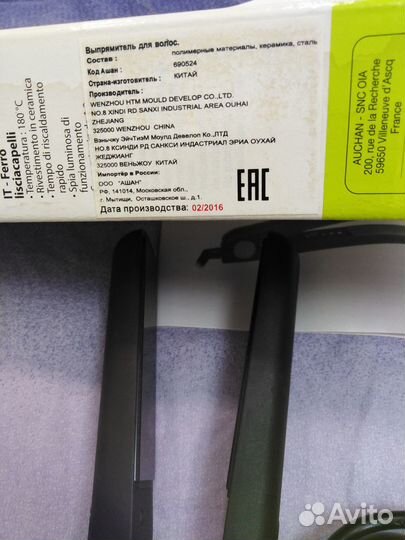 Выпрямитель для волос.
Состав : полимерные материалы, керамика, сталь
Код Ашан : 690524
Страна-изготовитель : КИТАЙ
Производитель :
WENZHOU HTM MOULD DEVELOP CO.,LTD.
NO.8 XINDI RD SANXI INDUSTRIAL AREA OUHAI
ZHEJIANG
325000 WENZHOU CHINA
Вэньчжу ЭйчТиэМ Моулд Девелоп Ко.,ЛТД
НО.8 КСИНДИ РД САНКСИ ИНДАСТРИАЛ ЭРИА ОУХАЙ
ЖЕДЖИАНГ
325000 ВЕНЬЖОУ КИТАЙ
Импортёр в России:
ООО "АШАН"
РФ, 141014, Московская обл.,
г. Мытищи, Осташковское ш., д.1.
Дата производства: 02/2016
EAC
IT - Ferro
lisciacapelli
• Temperatura : 180°C
• Rivestimento in ceramica
• Tempo di riscaldamento
rapido
• Spia luminosa di
funzionamento
AUCHAN - SNC OIA
200, rue de la Recherche
59650 Villeneuve d'Ascq
France
Avito